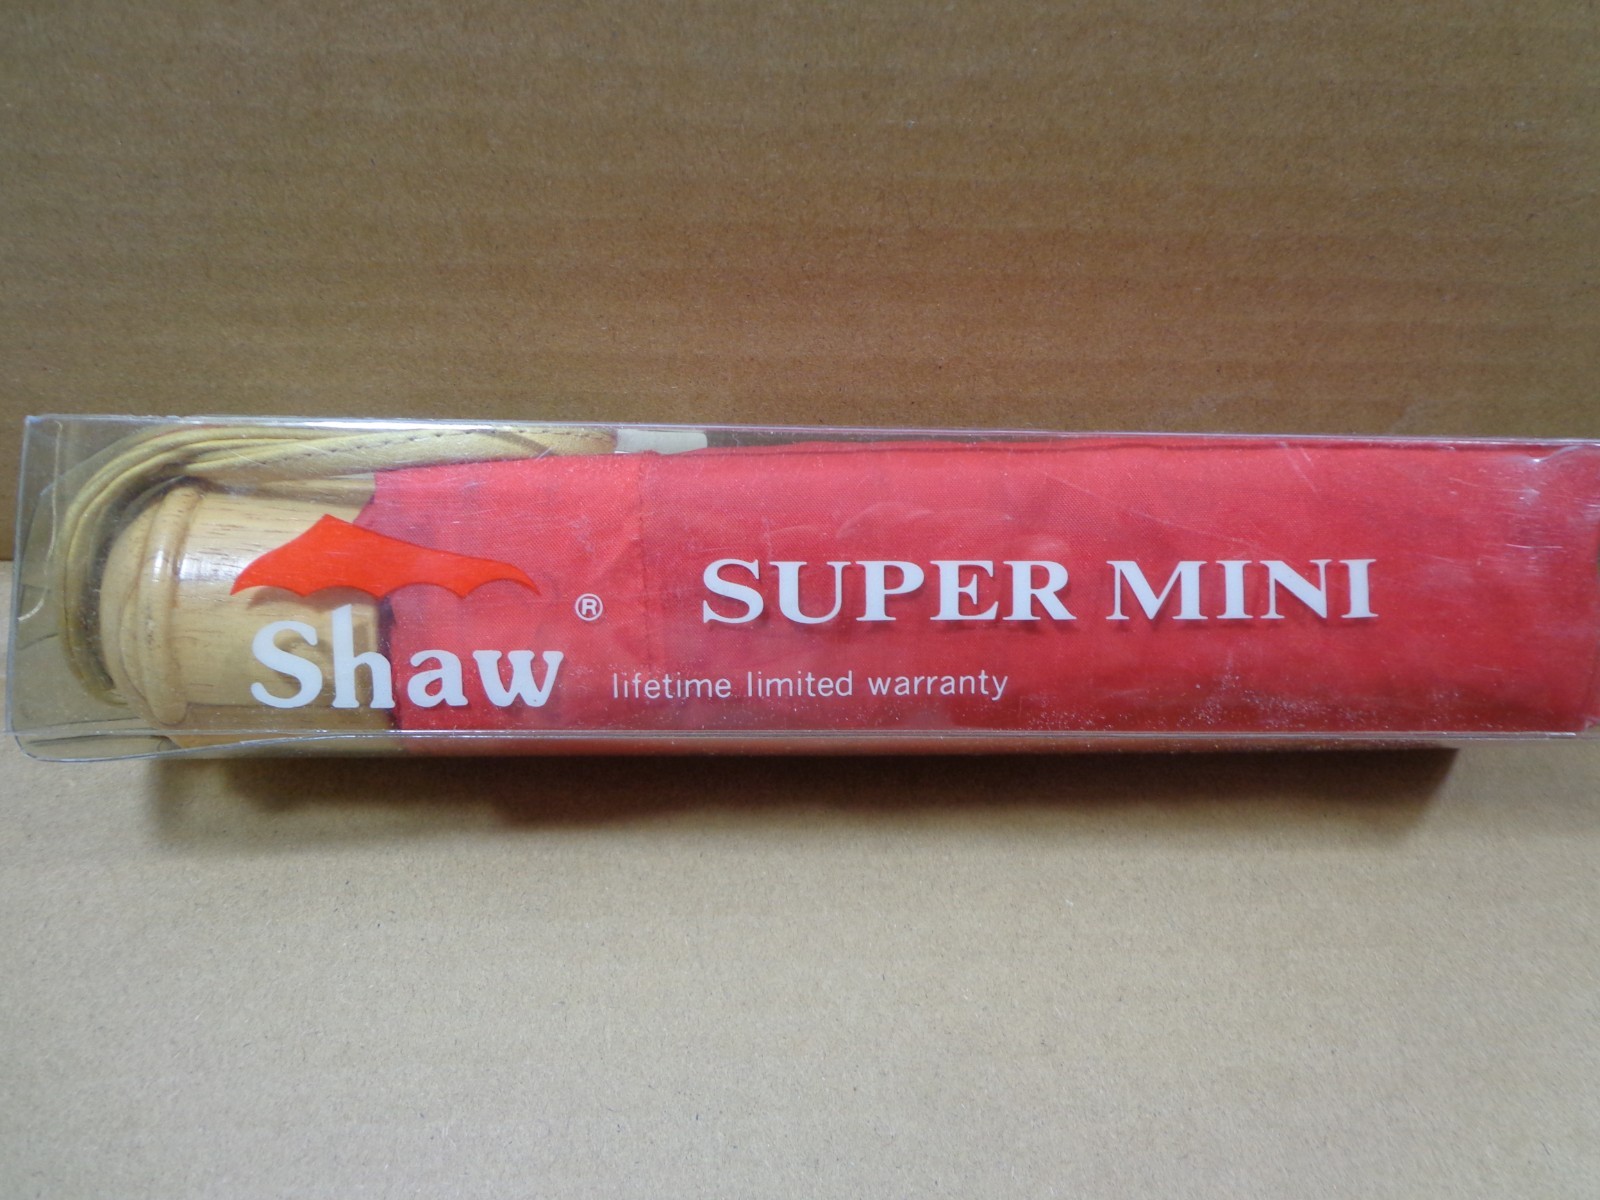 Shaw ®
SUPER MINI
lifetime limited warranty